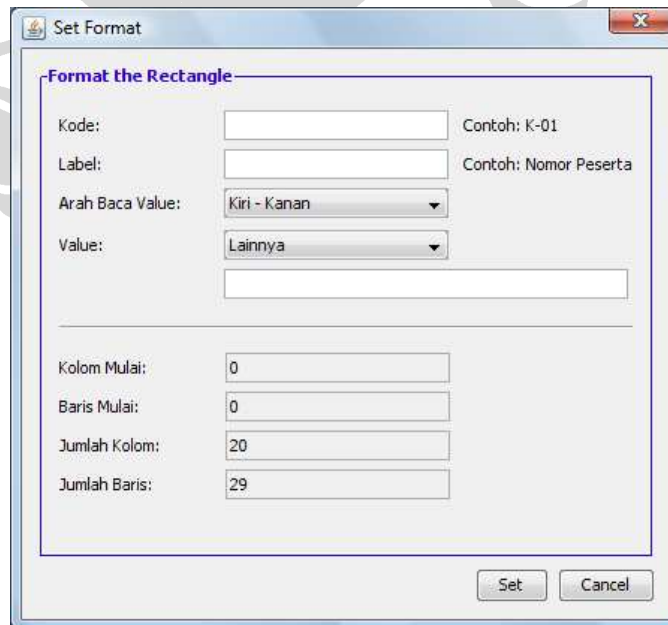 Set Format
Format the Rectangle
Kode: Contoh: K-01
Label: Contoh: Nomor Peserta
Arah Baca Value: Kiri - Kanan
Value: Lainnya
Kolom Mulai: 0
Baris Mulai: 0
Jumlah Kolom: 20
Jumlah Baris: 29
Set Cancel